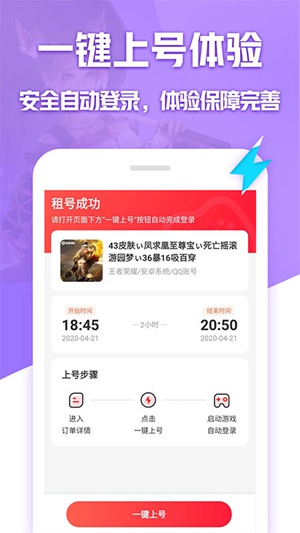 一键上号体验
安全自动登录，体验保障完善
租号成功
请打开页面下方“一键上号”按钮自动完成登录
43皮肤ぃ凤求凰至尊宝ぃ死亡摇滚
游园梦ぃ36暴16吸百穿
王者荣耀/安卓系统/QQ账号
开始时间
结束时间
18:45
2小时
20:50
2020-04-21
2020-04-21
上号步骤
进入
点击
启动游戏
订单详情
一键上号
自动登录
一键上号